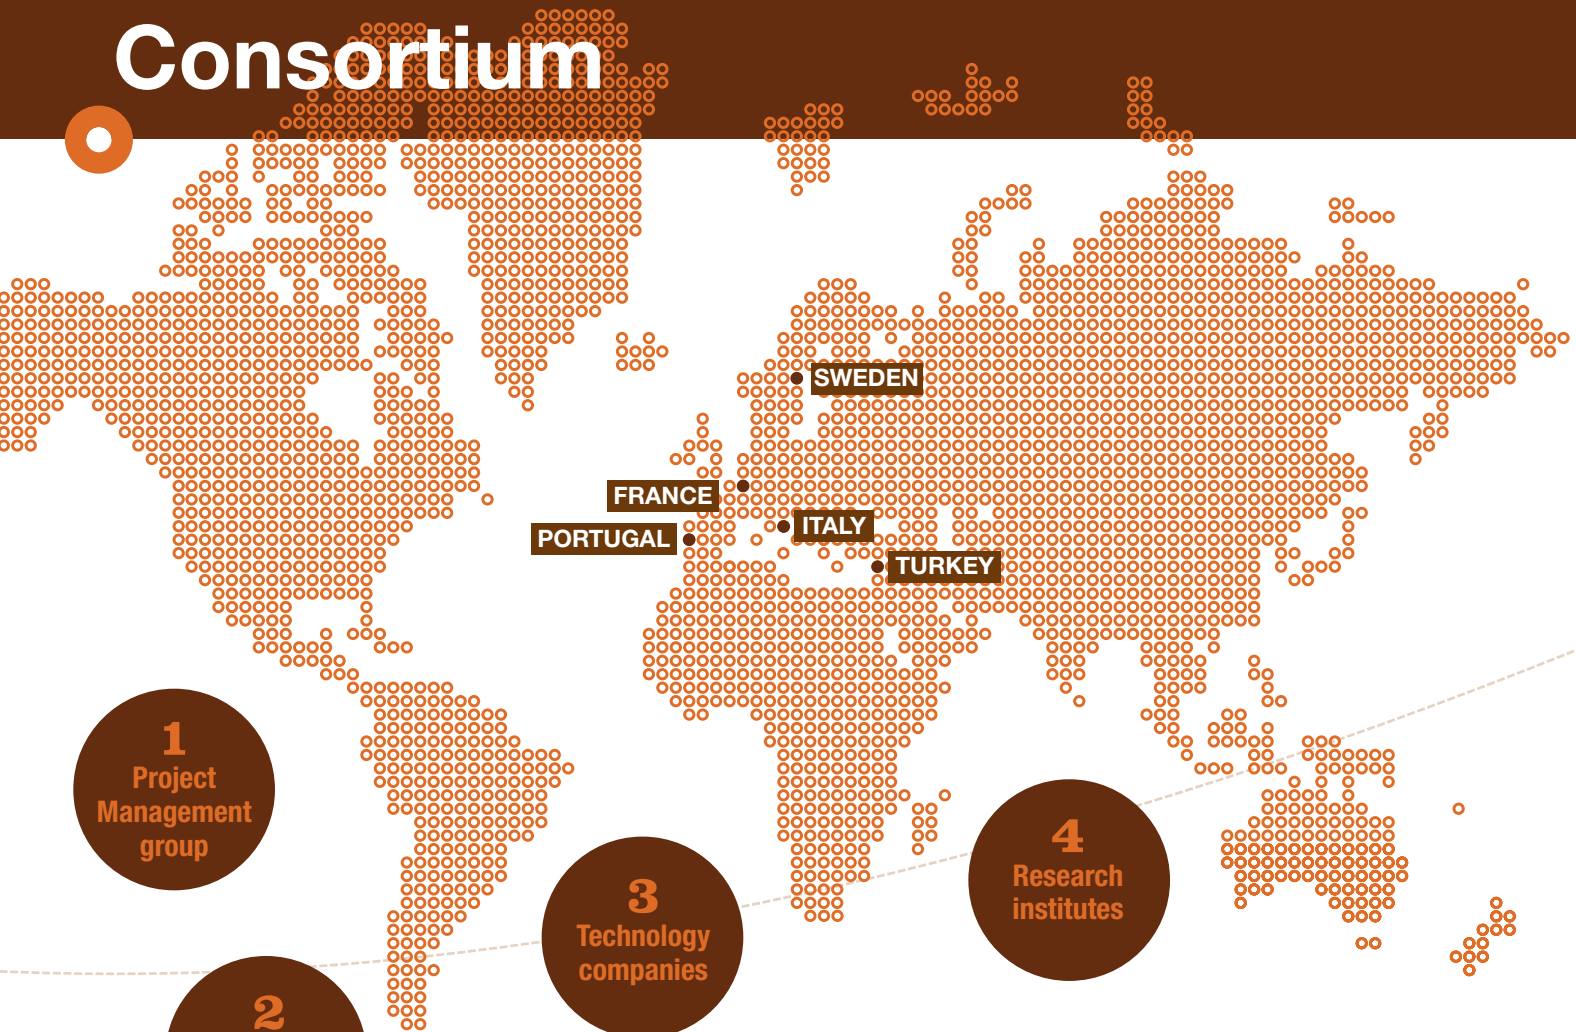 Consortium
SWEDEN
FRANCE
ITALY
PORTUGAL
TURKEY
1
Project
Management
group
2
3
Technology
companies
4
Research
institutes